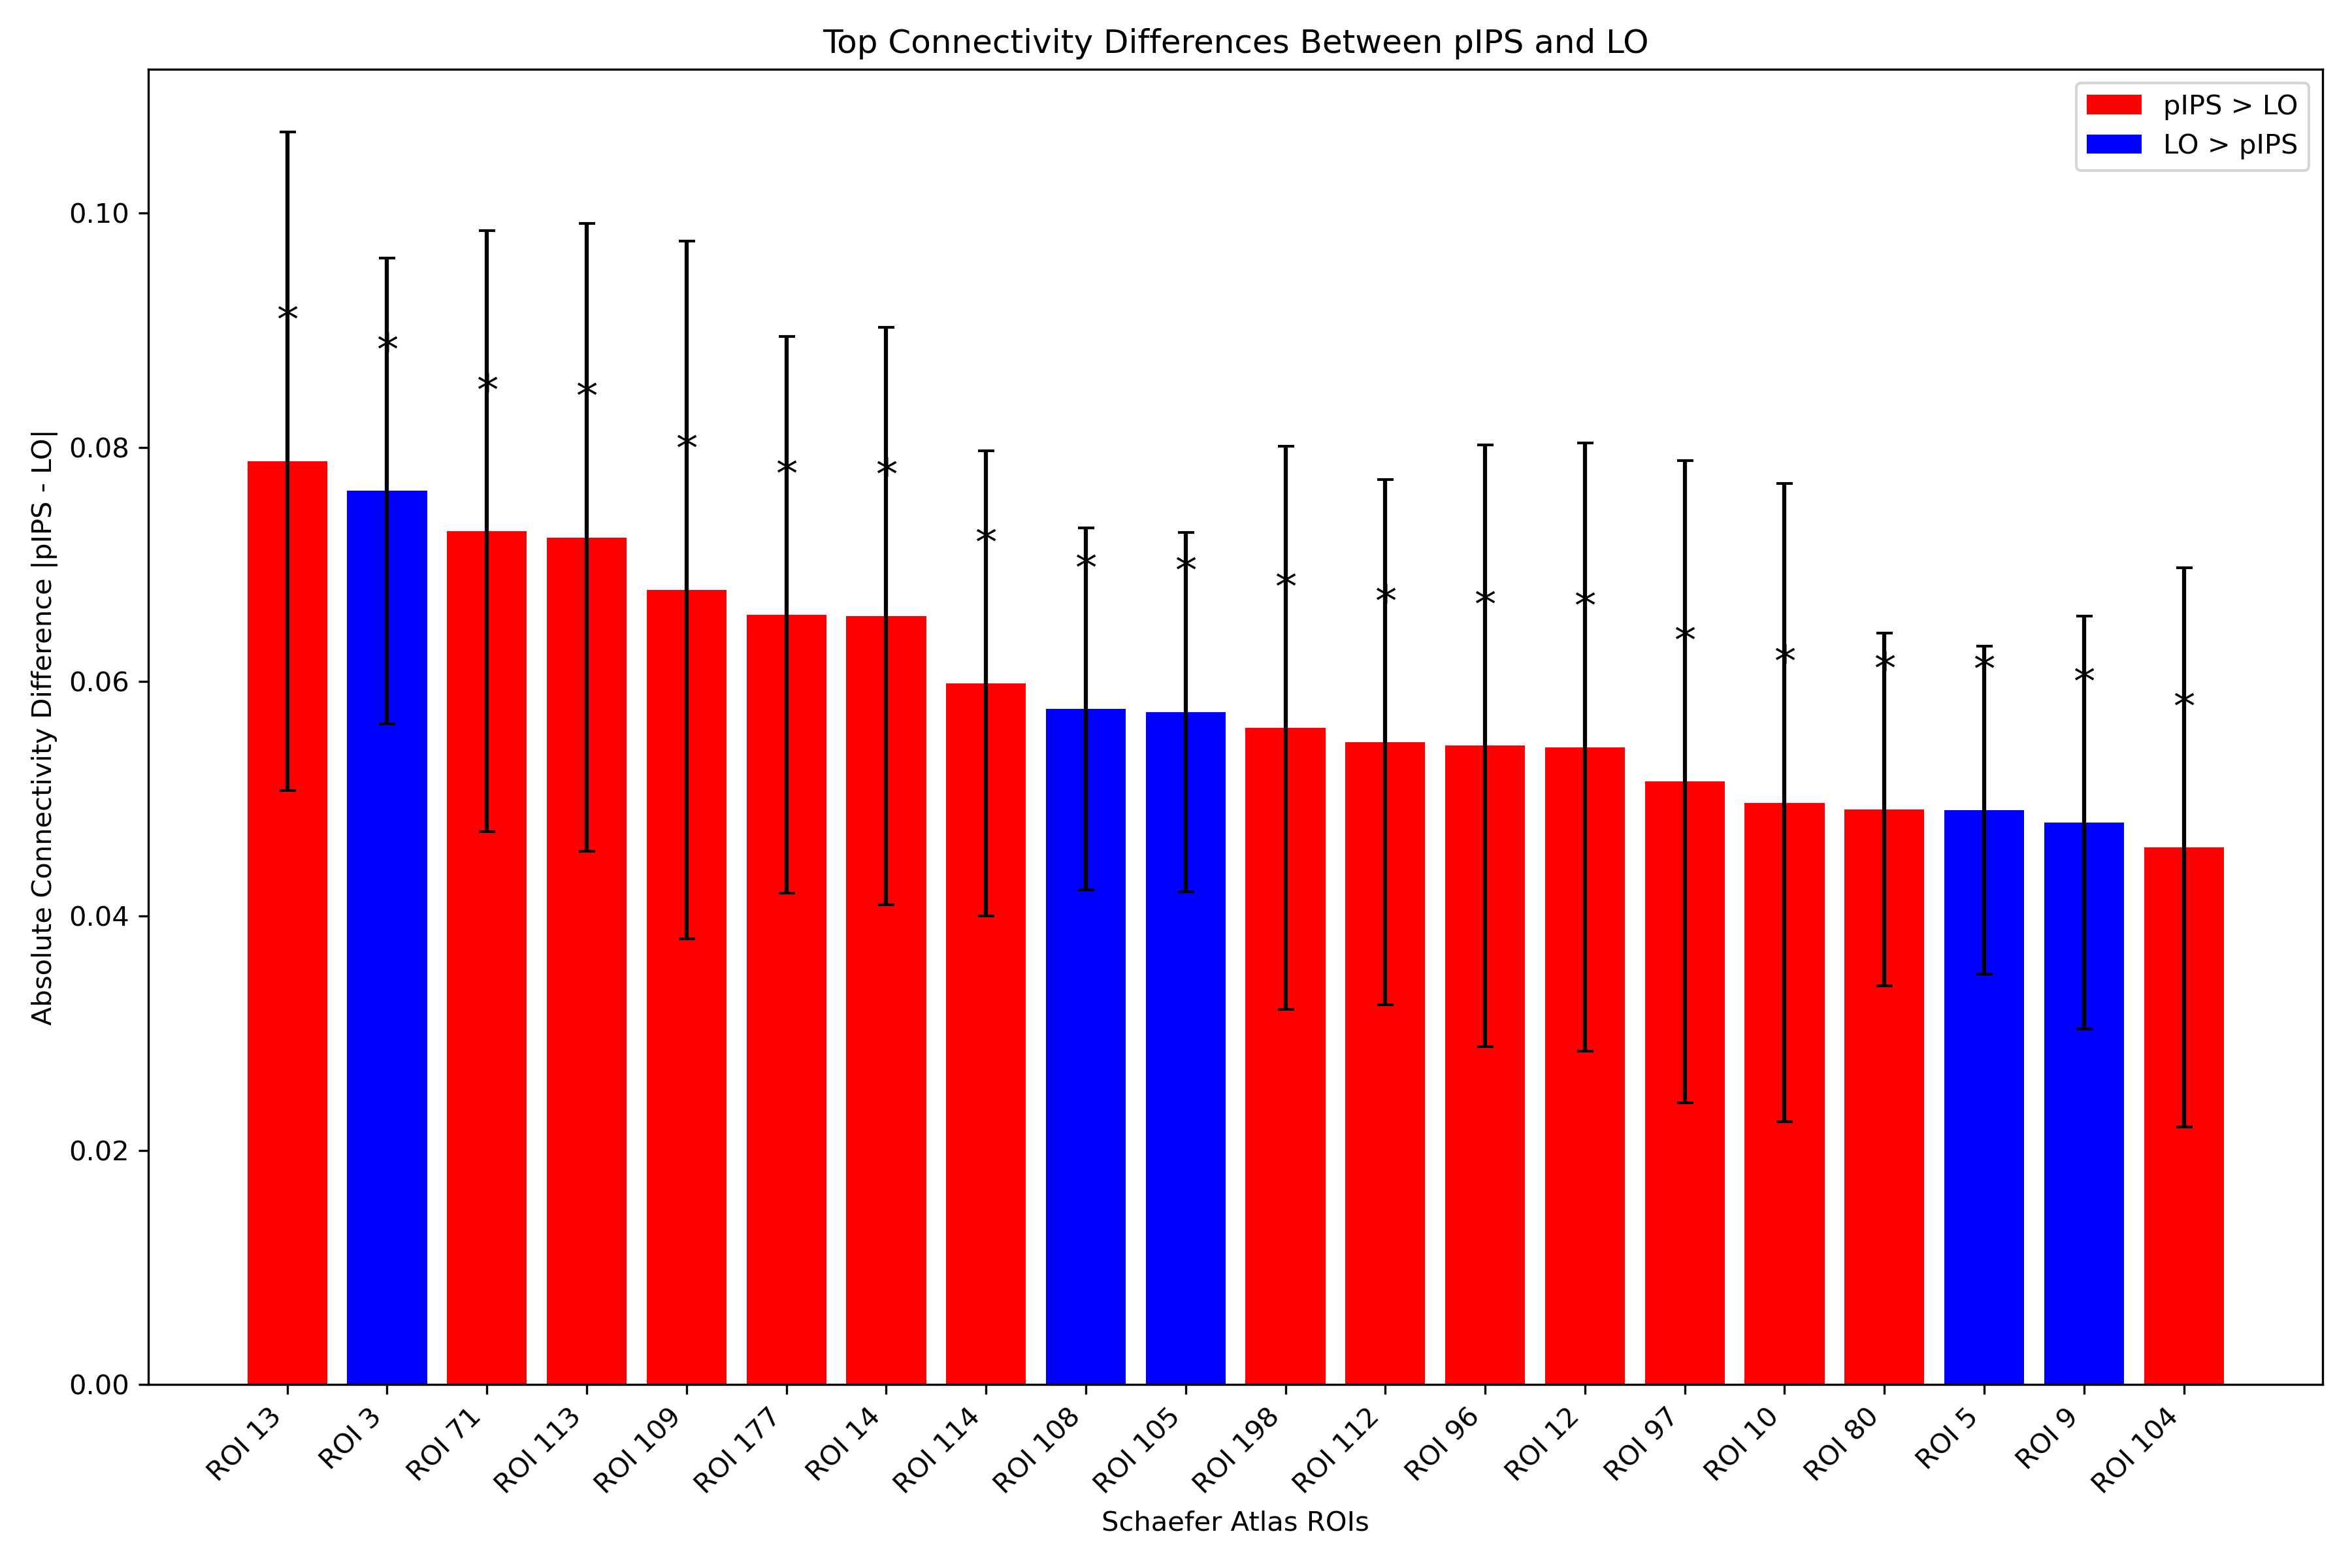 Top Connectivity Differences Between pIPS and LO
pIPS > LO
LO > pIPS
Absolute Connectivity Difference |pIPS - LO|
0.10
0.08
0.06
0.04
0.02
0.00
* * * * * * * * * * * * * * * * * * * *
ROI 13
ROI 3
ROI 71
ROI 113
ROI 109
ROI 177
ROI 14
ROI 114
ROI 108
ROI 105
ROI 198
ROI 112
ROI 96
ROI 12
ROI 97
ROI 10
ROI 80
ROI 5
ROI 9
ROI 104
Schaefer Atlas ROIs